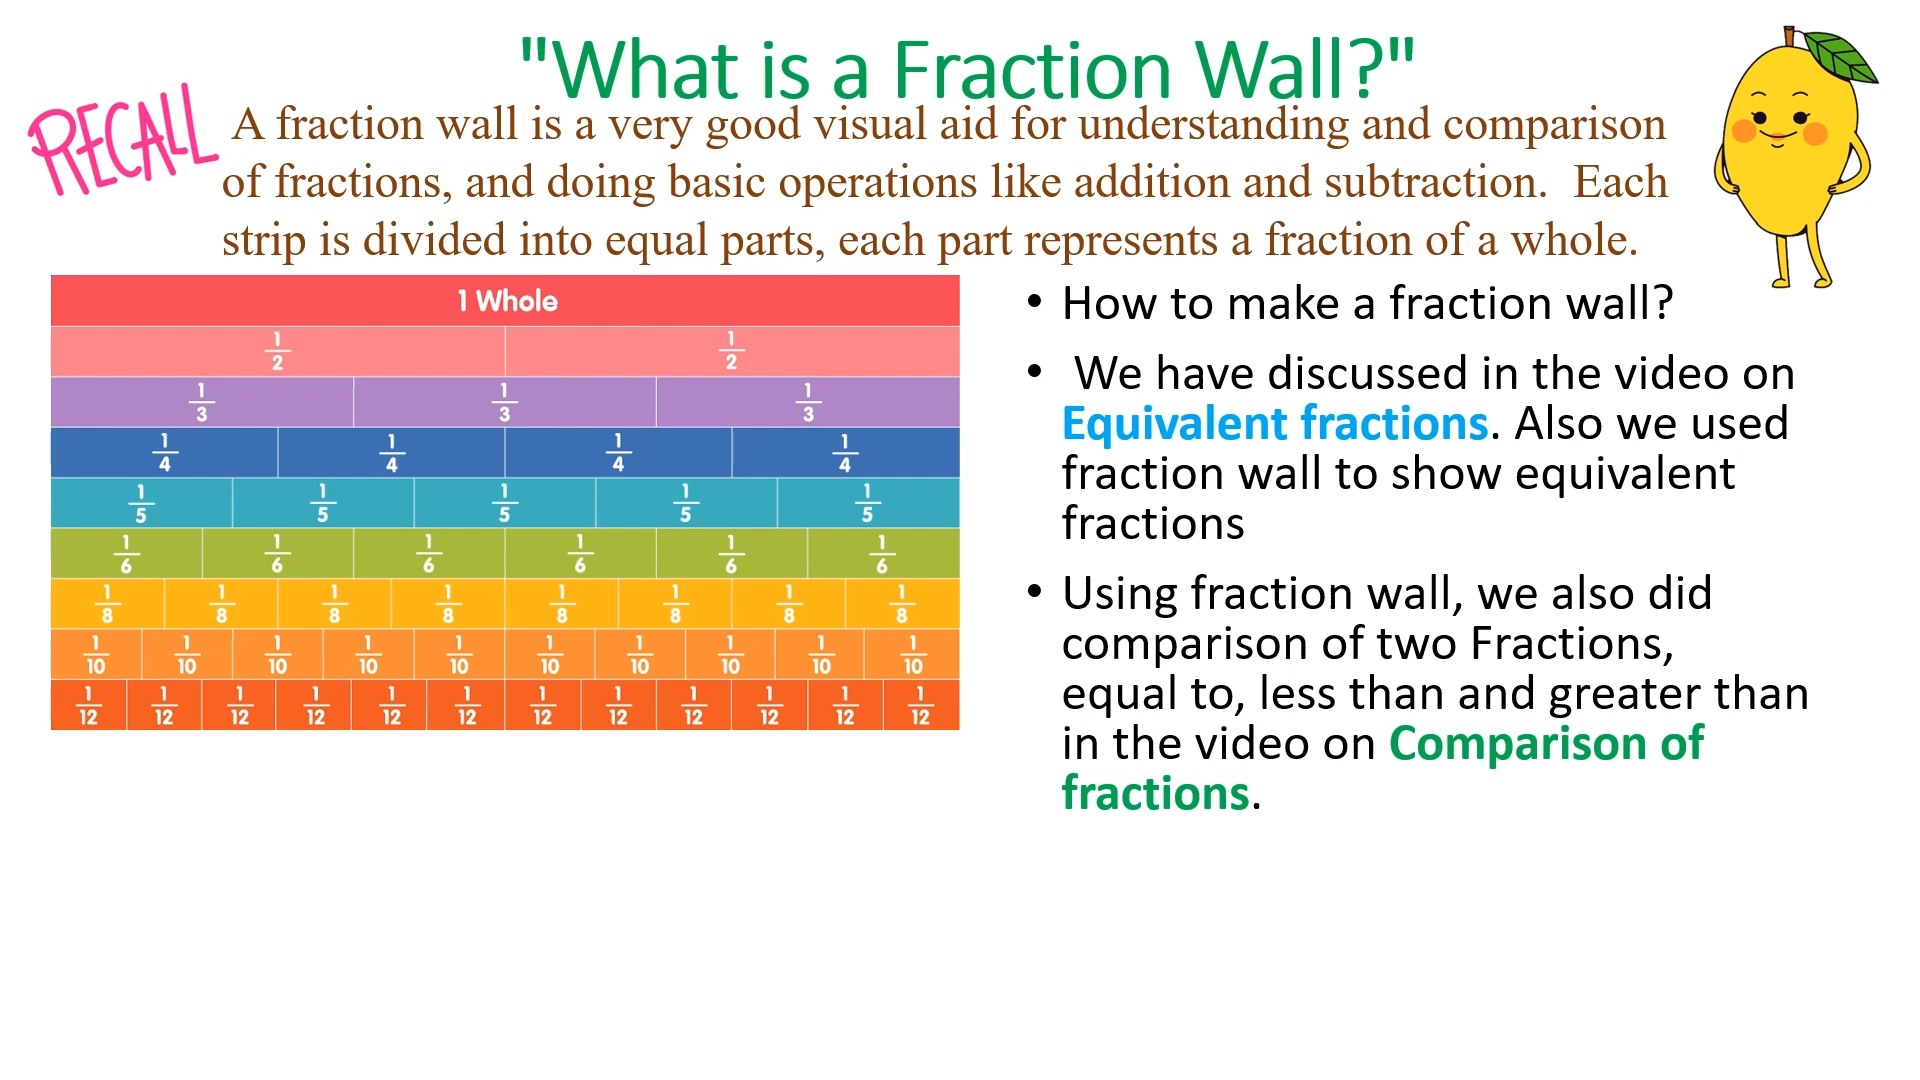 "What is a Fraction Wall?"
RECALL
A fraction wall is a very good visual aid for understanding and comparison
of fractions, and doing basic operations like addition and subtraction.  Each
strip is divided into equal parts, each part represents a fraction of a whole.
1 Whole
1/2 1/2
1/3 1/3 1/3
1/4 1/4 1/4 1/4
1/5 1/5 1/5 1/5 1/5
1/6 1/6 1/6 1/6 1/6 1/6
1/8 1/8 1/8 1/8 1/8 1/8 1/8 1/8
1/10 1/10 1/10 1/10 1/10 1/10 1/10 1/10 1/10 1/10
1/12 1/12 1/12 1/12 1/12 1/12 1/12 1/12 1/12 1/12 1/12 1/12
• How to make a fraction wall?
• We have discussed in the video on
Equivalent fractions. Also we used
fraction wall to show equivalent
fractions
• Using fraction wall, we also did
comparison of two Fractions,
equal to, less than and greater than
in the video on Comparison of
fractions.